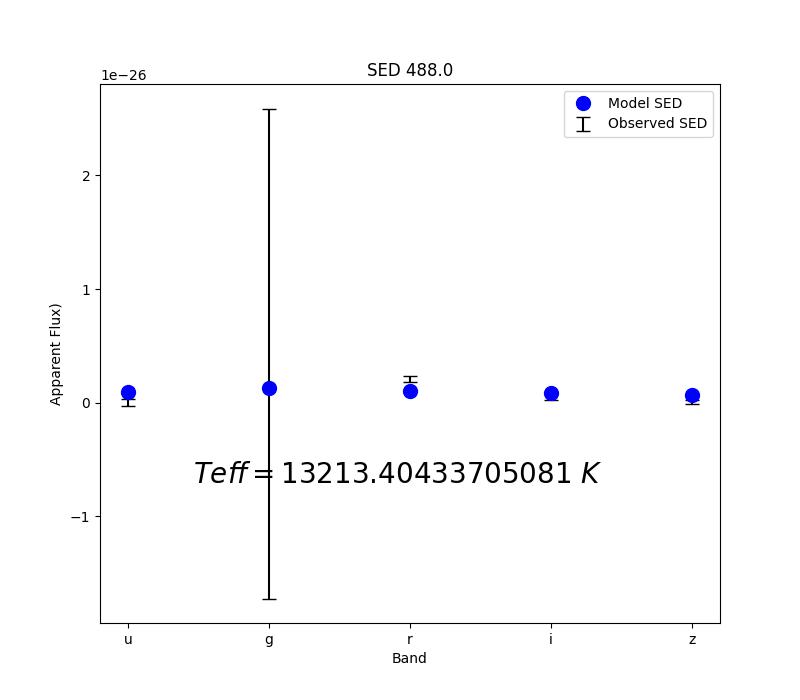 SED 488.0
1e−26
Model SED
Observed SED
2
1
0
−1
Apparent Flux)
Teff = 13213.40433705081 K
u g r i z
Band